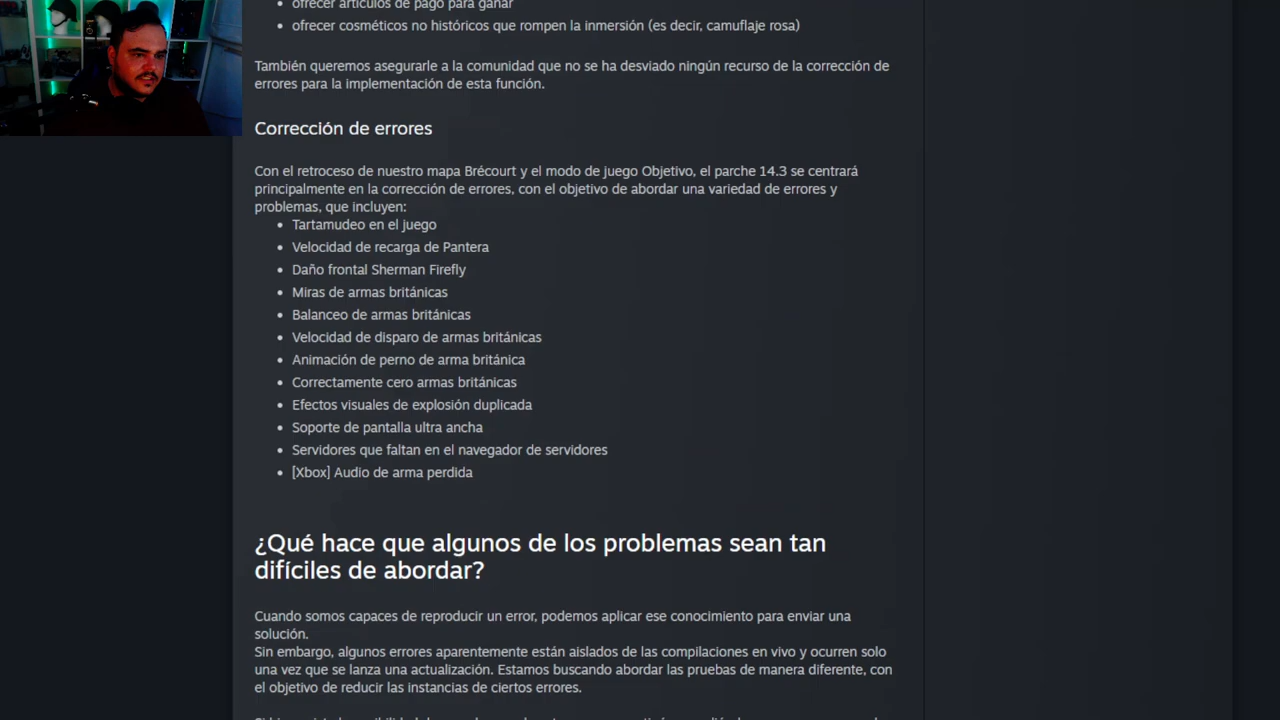 ofrecer artículos de pago para ganar
ofrecer cosméticos no históricos que rompen la inmersión (es decir, camuflaje rosa)
También queremos asegurarle a la comunidad que no se ha desviado ningún recurso de la corrección de
errores para la implementación de esta función.
Corrección de errores
Con el retroceso de nuestro mapa Brécourt y el modo de juego Objetivo, el parche 14.3 se centrará
principalmente en la corrección de errores, con el objetivo de abordar una variedad de errores y
problemas, que incluyen:
Tartamudeo en el juego
Velocidad de recarga de Pantera
Daño frontal Sherman Firefly
Miras de armas británicas
Balanceo de armas británicas
Velocidad de disparo de armas británicas
Animación de perno de arma británica
Correctamente cero armas británicas
Efectos visuales de explosión duplicada
Soporte de pantalla ultra ancha
Servidores que faltan en el navegador de servidores
[Xbox] Audio de arma perdida
¿Qué hace que algunos de los problemas sean tan
difíciles de abordar?
Cuando somos capaces de reproducir un error, podemos aplicar ese conocimiento para enviar una
solución.
Sin embargo, algunos errores aparentemente están aislados de las compilaciones en vivo y ocurren solo
una vez que se lanza una actualización. Estamos buscando abordar las pruebas de manera diferente, con
el objetivo de reducir las instancias de ciertos errores.